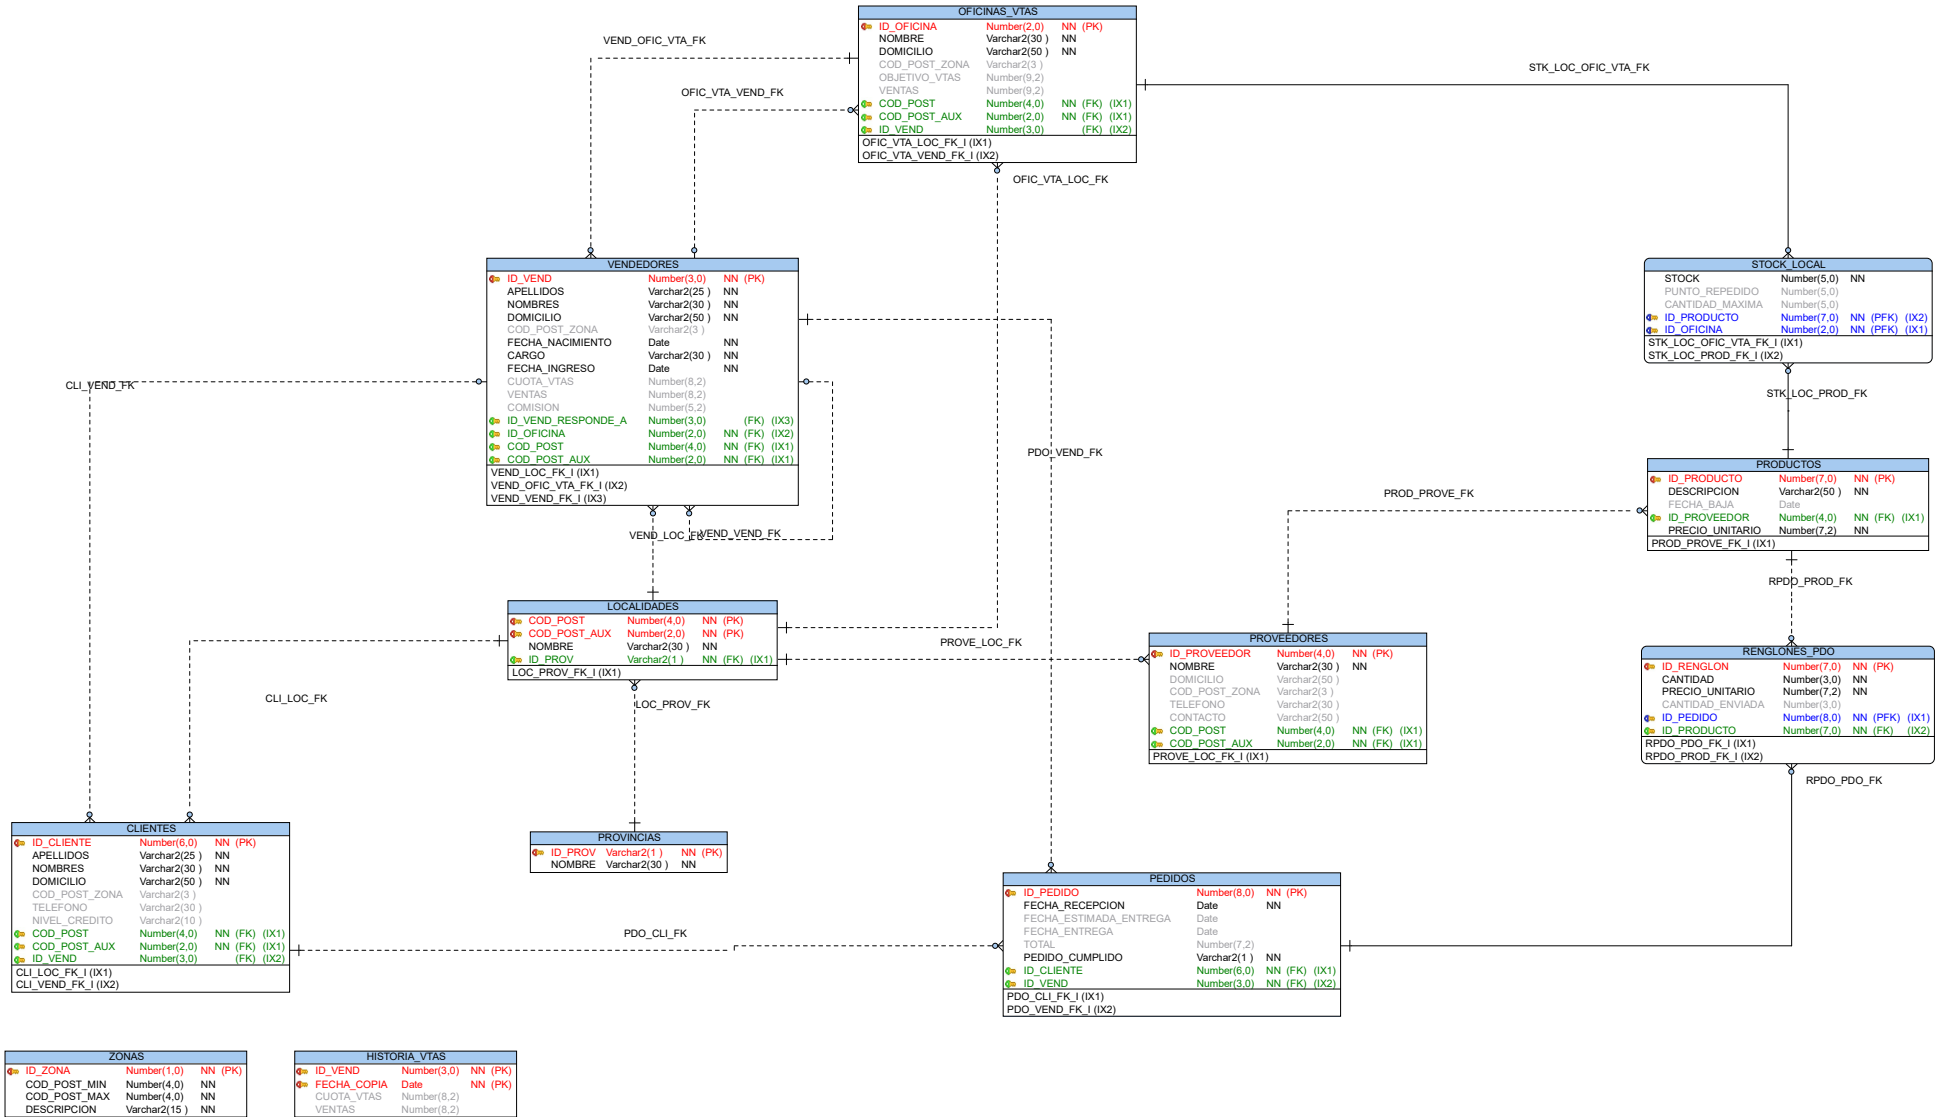 OFICINAS_VTAS
ID_OFICINA Number(2,0) NN (PK)
NOMBRE Varchar2(30 ) NN
DOMICILIO Varchar2(50 ) NN
COD_POST_ZONA Varchar2(3 )
OBJETIVO_VTAS Number(9,2)
VENTAS Number(9,2)
COD_POST Number(4,0) NN (FK) (IX1)
COD_POST_AUX Number(2,0) NN (FK) (IX1)
ID_VEND Number(3,0) (FK) (IX2)
OFIC_VTA_LOC_FK_I (IX1)
OFIC_VTA_VEND_FK_I (IX2)
VEND_OFIC_VTA_FK
OFIC_VTA_VEND_FK
STK_LOC_OFIC_VTA_FK
OFIC_VTA_LOC_FK
VENDEDORES
ID_VEND Number(3,0) NN (PK)
APELLIDOS Varchar2(25 ) NN
NOMBRES Varchar2(30 ) NN
DOMICILIO Varchar2(50 ) NN
COD_POST_ZONA Varchar2(3 )
FECHA_NACIMIENTO Date NN
CARGO Varchar2(30 ) NN
FECHA_INGRESO Date NN
CUOTA_VTAS Number(8,2)
VENTAS Number(8,2)
COMISION Number(5,2)
ID_VEND_RESPONDE_A Number(3,0) (FK) (IX3)
ID_OFICINA Number(2,0) NN (FK) (IX2)
COD_POST Number(4,0) NN (FK) (IX1)
COD_POST_AUX Number(2,0) NN (FK) (IX1)
VEND_LOC_FK_I (IX1)
VEND_OFIC_VTA_FK_I (IX2)
VEND_VEND_FK_I (IX3)
STOCK_LOCAL
STOCK Number(5,0) NN
PUNTO_REPEDIDO Number(5,0)
CANTIDAD_MAXIMA Number(5,0)
ID_PRODUCTO Number(7,0) NN (PFK) (IX2)
ID_OFICINA Number(2,0) NN (PFK) (IX1)
STK_LOC_OFIC_VTA_FK_I (IX1)
STK_LOC_PROD_FK_I (IX2)
CLI_VEND_FK
STK_LOC_PROD_FK
PDO_VEND_FK
PRODUCTOS
ID_PRODUCTO Number(7,0) NN (PK)
DESCRIPCION Varchar2(50 ) NN
FECHA_BAJA Date
ID_PROVEEDOR Number(4,0) NN (FK) (IX1)
PRECIO_UNITARIO Number(7,2) NN
PROD_PROVE_FK_I (IX1)
PROD_PROVE_FK
VEND_LOC_FK
VEND_VEND_FK
RPDO_PROD_FK
LOCALIDADES
COD_POST Number(4,0) NN (PK)
COD_POST_AUX Number(2,0) NN (PK)
NOMBRE Varchar2(30 ) NN
ID_PROV Varchar2(1 ) NN (FK) (IX1)
LOC_PROV_FK_I (IX1)
PROVE_LOC_FK
PROVEEDORES
ID_PROVEEDOR Number(4,0) NN (PK)
NOMBRE Varchar2(30 ) NN
DOMICILIO Varchar2(50 )
COD_POST_ZONA Varchar2(3 )
TELEFONO Varchar2(30 )
CONTACTO Varchar2(50 )
COD_POST Number(4,0) NN (FK) (IX1)
COD_POST_AUX Number(2,0) NN (FK) (IX1)
PROVE_LOC_FK_I (IX1)
RENGLONES_PDO
ID_RENGLON Number(7,0) NN (PK)
CANTIDAD Number(3,0) NN
PRECIO_UNITARIO Number(7,2) NN
CANTIDAD_ENVIADA Number(3,0)
ID_PEDIDO Number(8,0) NN (PFK) (IX1)
ID_PRODUCTO Number(7,0) NN (FK) (IX2)
RPDO_PDO_FK_I (IX1)
RPDO_PROD_FK_I (IX2)
CLI_LOC_FK
LOC_PROV_FK
RPDO_PDO_FK
CLIENTES
ID_CLIENTE Number(6,0) NN (PK)
APELLIDOS Varchar2(25 ) NN
NOMBRES Varchar2(30 ) NN
DOMICILIO Varchar2(50 ) NN
COD_POST_ZONA Varchar2(3 )
TELEFONO Varchar2(30 )
NIVEL_CREDITO Varchar2(10 )
COD_POST Number(4,0) NN (FK) (IX1)
COD_POST_AUX Number(2,0) NN (FK) (IX1)
ID_VEND Number(3,0) (FK) (IX2)
CLI_LOC_FK_I (IX1)
CLI_VEND_FK_I (IX2)
PROVINCIAS
ID_PROV Varchar2(1 ) NN (PK)
NOMBRE Varchar2(30 ) NN
PDO_CLI_FK
PEDIDOS
ID_PEDIDO Number(8,0) NN (PK)
FECHA_RECEPCION Date NN
FECHA_ESTIMADA_ENTREGA Date
FECHA_ENTREGA Date
TOTAL Number(7,2)
PEDIDO_CUMPLIDO Varchar2(1 ) NN
ID_CLIENTE Number(6,0) NN (FK) (IX1)
ID_VEND Number(3,0) NN (FK) (IX2)
PDO_CLI_FK_I (IX1)
PDO_VEND_FK_I (IX2)
ZONAS
ID_ZONA Number(1,0) NN (PK)
COD_POST_MIN Number(4,0) NN
COD_POST_MAX Number(4,0) NN
DESCRIPCION Varchar2(15 ) NN
HISTORIA_VTAS
ID_VEND Number(3,0) NN (PK)
FECHA_COPIA Date NN (PK)
CUOTA_VTAS Number(8,2)
VENTAS Number(8,2)